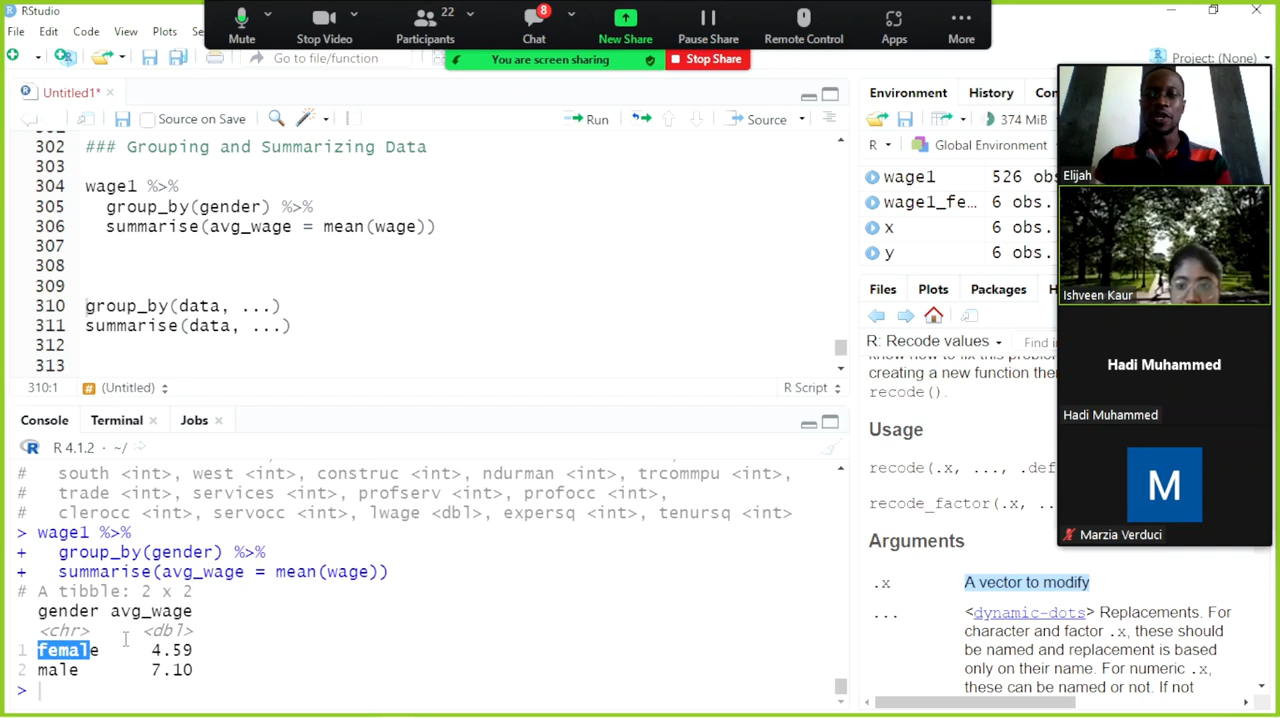 RStudio
File Edit Code View Plots
Mute
Stop Video
22
Participants
8
Chat
New Share
Pause Share
Remote Control
Apps
More
You are screen sharing
Stop Share
Go to file/function
Project: (None)
Untitled1*
Source on Save
Run
Source
302 ### Grouping and Summarizing Data
303
304 wage1 %>%
305 group_by(gender) %>%
306 summarise(avg_wage = mean(wage))
307
308
309
310 group_by(data, ...)
311 summarise(data, ...)
312
313
310:1 (Untitled) R Script
Console Terminal Jobs
R 4.1.2 · ~/
# south <int>, west <int>, construc <int>, ndurman <int>, trcommpu <int>,
# trade <int>, services <int>, profserv <int>, profocc <int>,
# clerocc <int>, servocc <int>, lwage <dbl>, expersq <int>, tenursq <int>
> wage1 %>%
+ group_by(gender) %>%
+ summarise(avg_wage = mean(wage))
# A tibble: 2 x 2
gender avg_wage
<chr> <dbl>
1 female 4.59
2 male 7.10
>
Environment History Co
374 MiB
R Global Environment
wage1 526 obs.
wage1_fe... 6 obs.
x 6 obs.
y 6 obs.
Files Plots Packages H
R: Recode values Find in
know how to fix this
creating a new function
recode().
Usage
recode(.x, ..., .de
recode_factor(.x, ..
Arguments
.x A vector to modify
... <dynamic-dots> Replacements. For
character and factor .x, these should
be named and replacement is based
only on their name. For numeric .x,
these can be named or not. If not
Elijah
Ishveen Kaur
Hadi Muhammed
Hadi Muhammed
M
Marzia Verduci